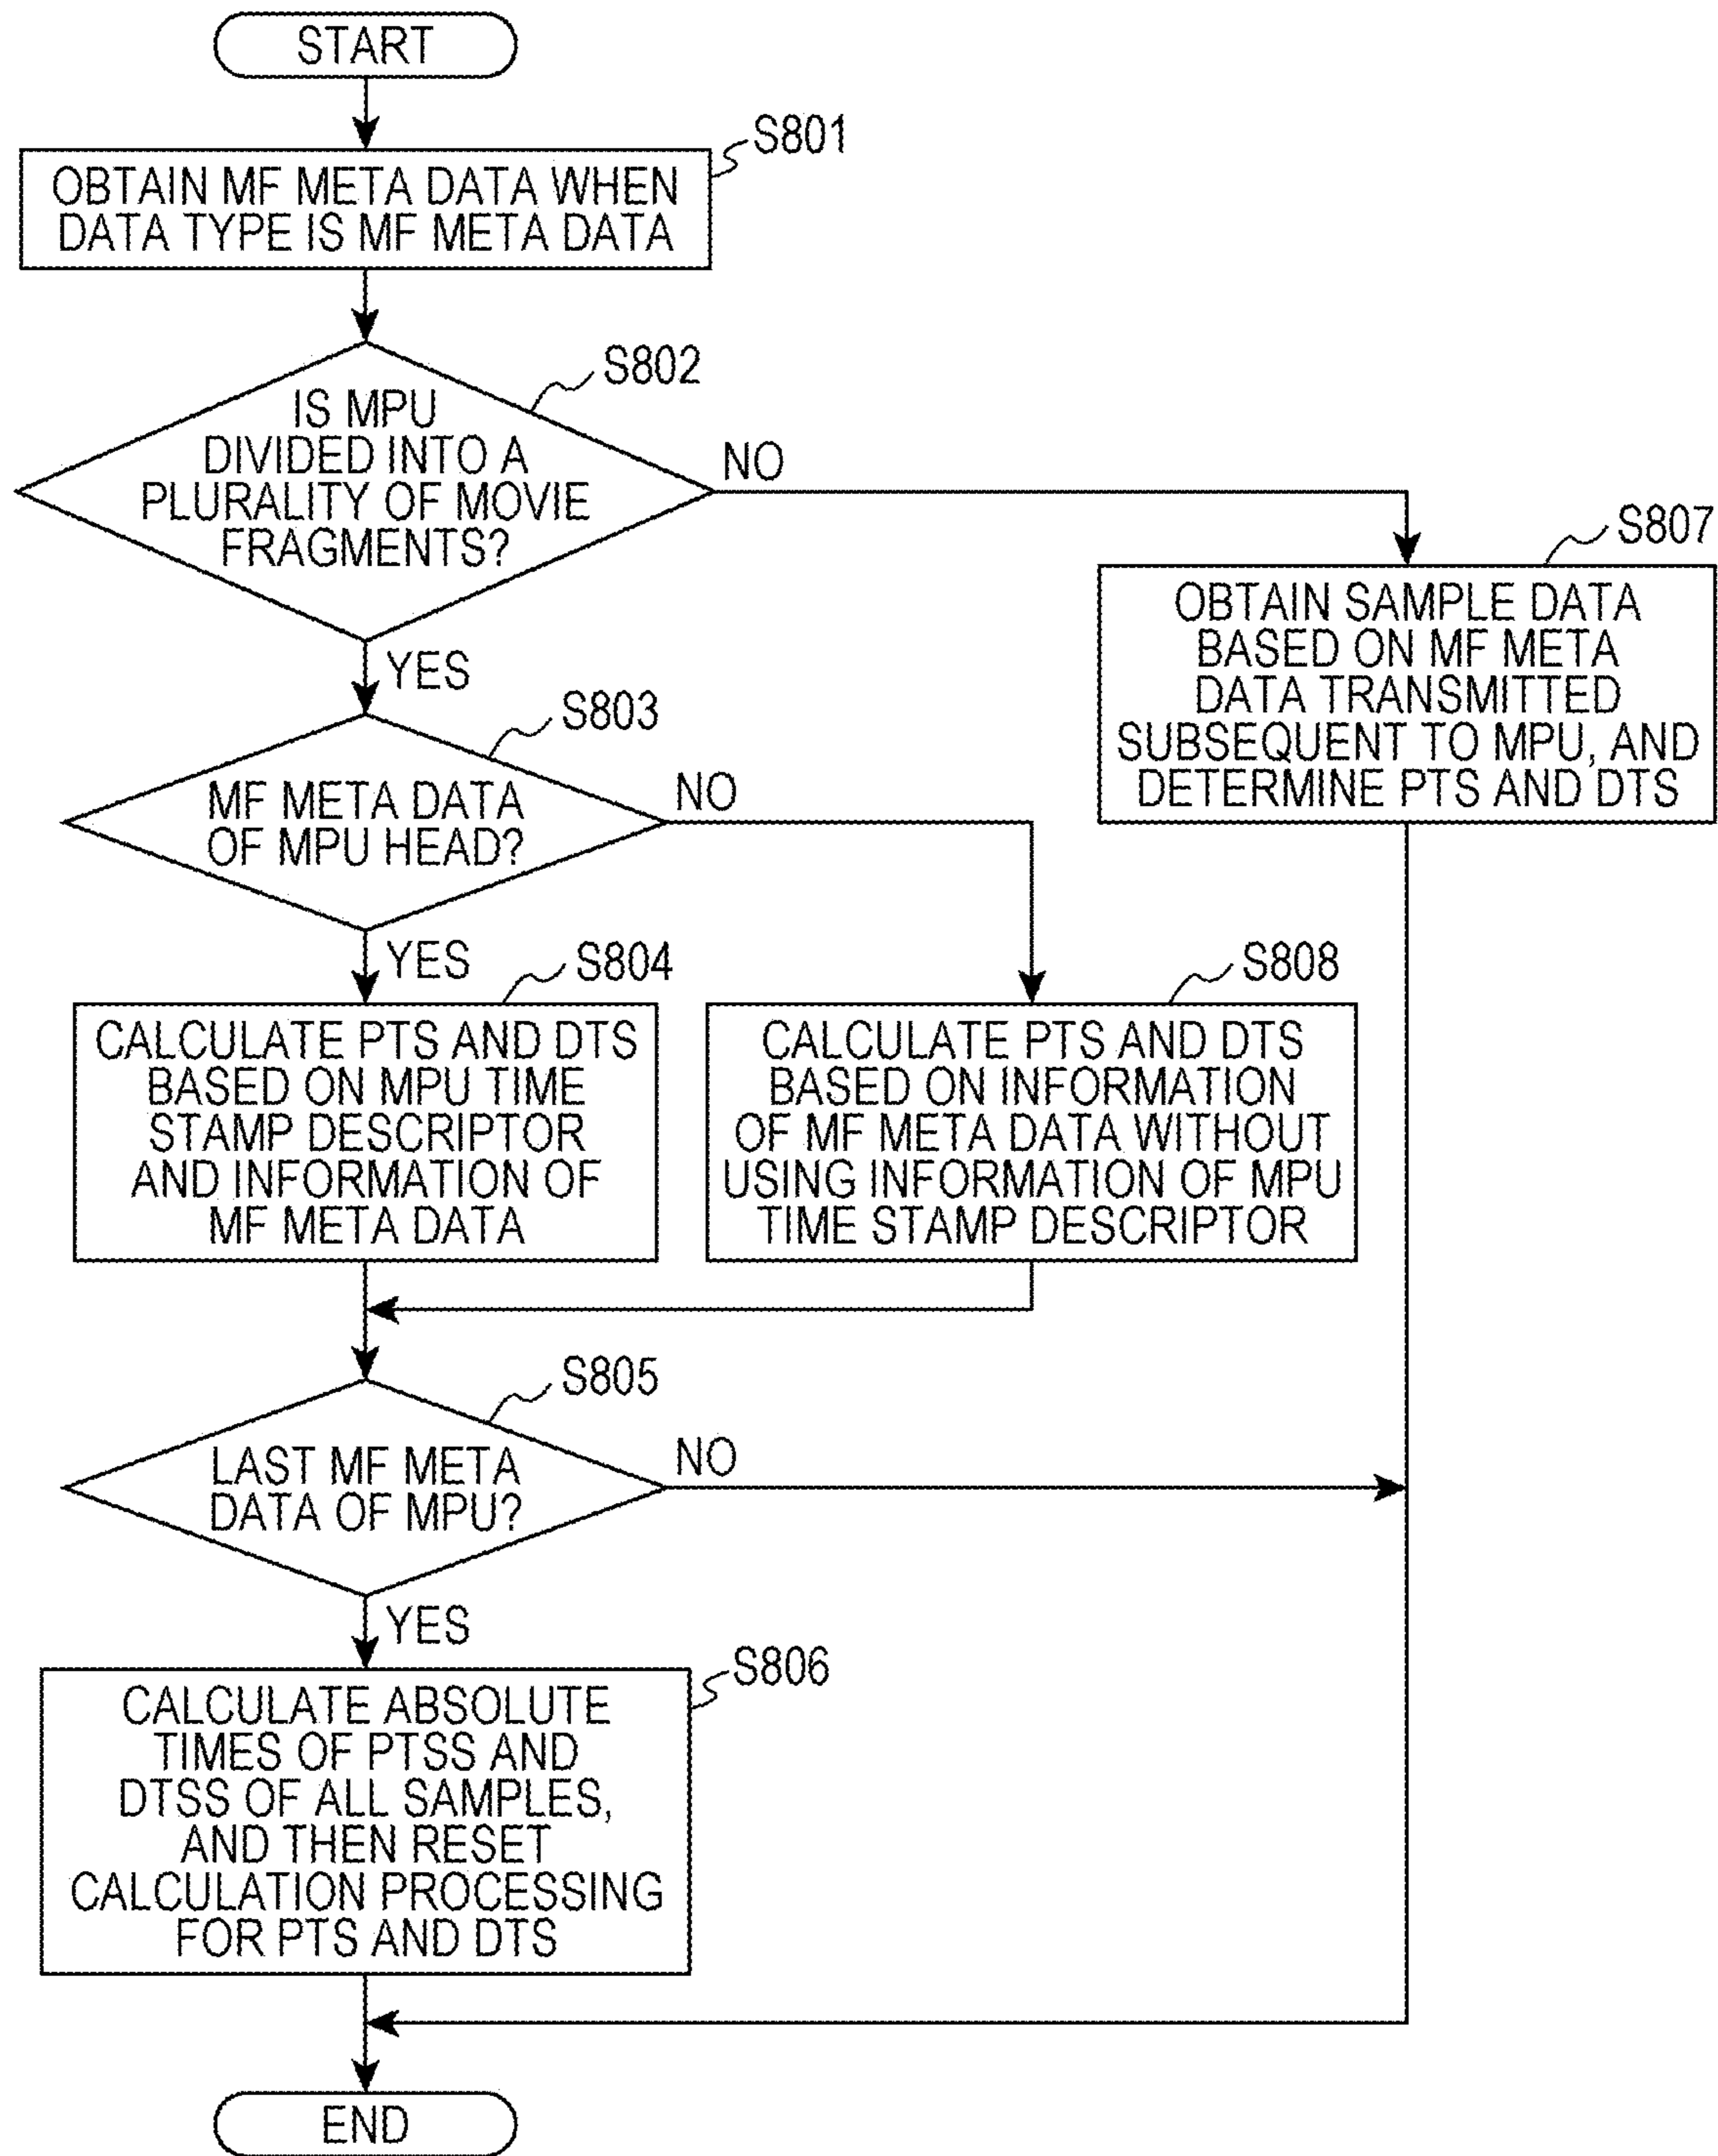 START
S801
OBTAIN MF META DATA WHEN
DATA TYPE IS MF META DATA
S802
IS MPU
DIVIDED INTO A
PLURALITY OF MOVIE
FRAGMENTS?
NO
YES
S807
OBTAIN SAMPLE DATA
BASED ON MF META
DATA TRANSMITTED
SUBSEQUENT TO MPU, AND
DETERMINE PTS AND DTS
S803
MF META DATA
OF MPU HEAD?
NO
YES
S804
CALCULATE PTS AND DTS
BASED ON MPU TIME
STAMP DESCRIPTOR
AND INFORMATION OF
MF META DATA
S808
CALCULATE PTS AND DTS
BASED ON INFORMATION
OF MF META DATA WITHOUT
USING INFORMATION OF MPU
TIME STAMP DESCRIPTOR
S805
LAST MF META
DATA OF MPU?
NO
YES
S806
CALCULATE ABSOLUTE
TIMES OF PTSS AND
DTSS OF ALL SAMPLES,
AND THEN RESET
CALCULATION PROCESSING
FOR PTS AND DTS
END